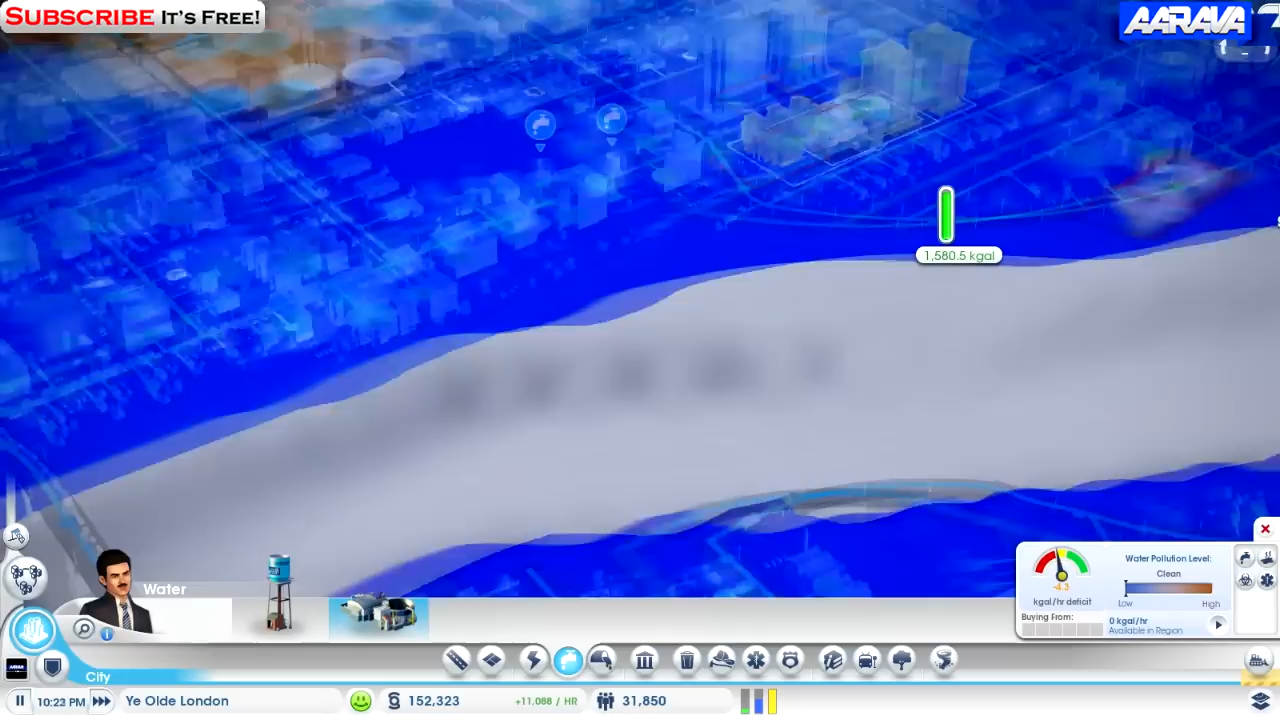 SUBSCRIBE IT'S FREE!
AARAVA
1,580.5 kgal
Water
-4.3
kgal/hr deficit
Buying From:
Water Pollution Level:
Clean
Low
High
0 kgal/hr
Available in Region
City
10:23 PM
Ye Olde London
152,323
+11,088 / HR
31,850